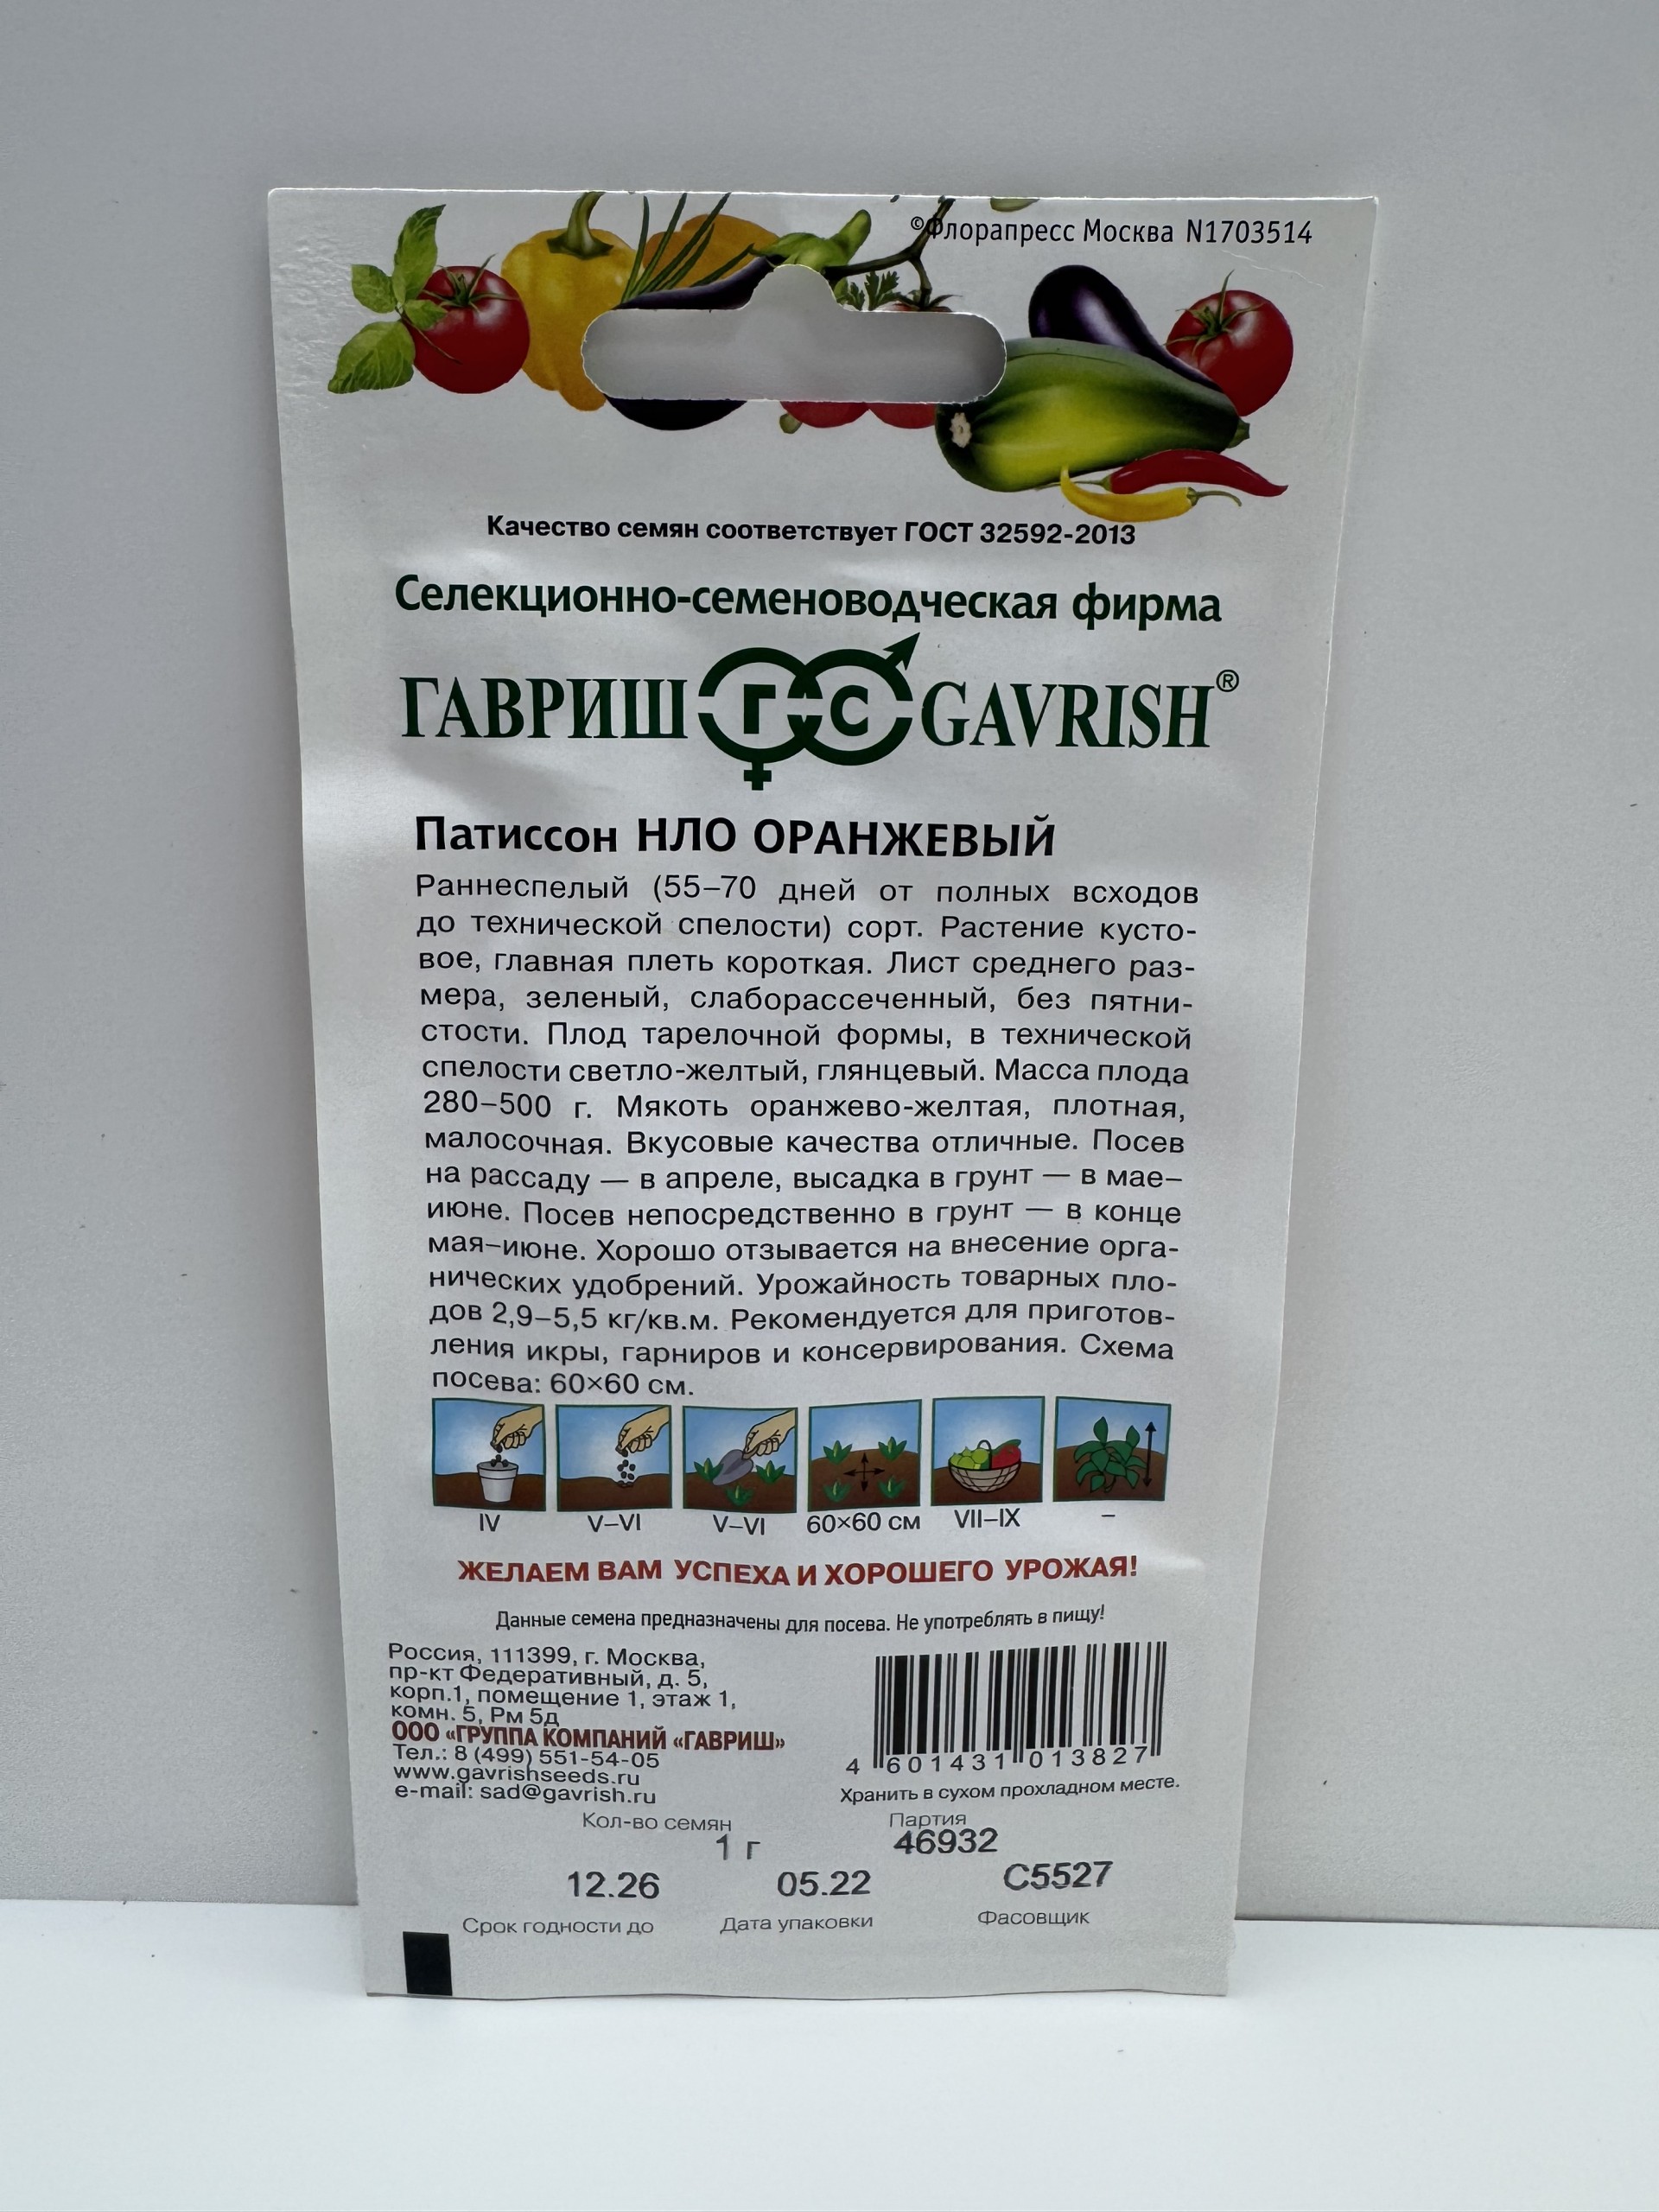 ©Флорапресс Москва N1703514
Качество семян соответствует ГОСТ 32592-2013
Селекционно-семеноводческая фирма
ГАВРИШ ГС GAVRISH®
Патиссон НЛО ОРАНЖЕВЫЙ
Раннеспелый (55–70 дней от полных всходов
до технической спелости) сорт. Растение кусто-
вое, главная плеть короткая. Лист среднего раз-
мера, зеленый, слаборассеченный, без пятни-
стости. Плод тарелочной формы, в технической
спелости светло-желтый, глянцевый. Масса плода
280–500 г. Мякоть оранжево-желтая, плотная,
малосочная. Вкусовые качества отличные. Посев
на рассаду — в апреле, высадка в грунт — в мае–
июне. Посев непосредственно в грунт — в конце
мая–июне. Хорошо отзывается на внесение орга-
нических удобрений. Урожайность товарных пло-
дов 2,9–5,5 кг/кв.м. Рекомендуется для приготов-
ления икры, гарниров и консервирования. Схема
посева: 60×60 см.
IV V–VI V–VI 60×60 см VII–IX –
ЖЕЛАЕМ ВАМ УСПЕХА И ХОРОШЕГО УРОЖАЯ!
Данные семена предназначены для посева. Не употреблять в пищу!
Россия, 111399, г. Москва,
пр-кт Федеративный, д. 5,
корп.1, помещение 1, этаж 1,
комн. 5, Рм 5д
ООО «ГРУППА КОМПАНИЙ «ГАВРИШ»
Тел.: 8 (499) 551-54-05
www.gavrishseeds.ru
e-mail: sad@gavrish.ru
4 601431 013827
Хранить в сухом прохладном месте.
Кол-во семян Партия
1 г 46932
12.26 05.22 С5527
Срок годности до Дата упаковки Фасовщик